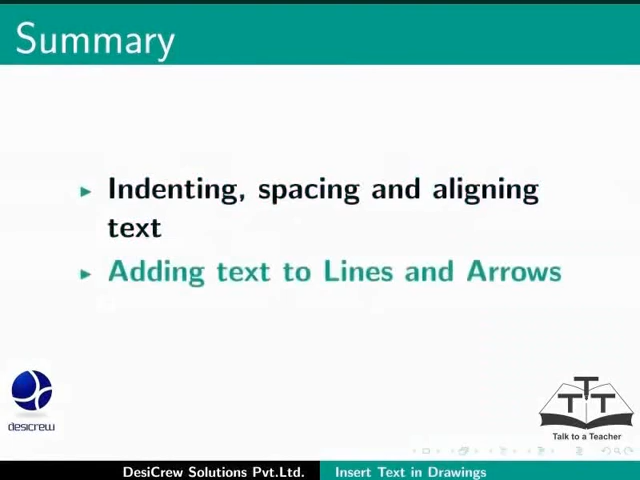 Summary
Indenting, spacing and aligning
text
Adding text to Lines and Arrows
desicrew
T
T T
Talk to a Teacher
DesiCrew Solutions Pvt.Ltd. Insert Text in Drawings